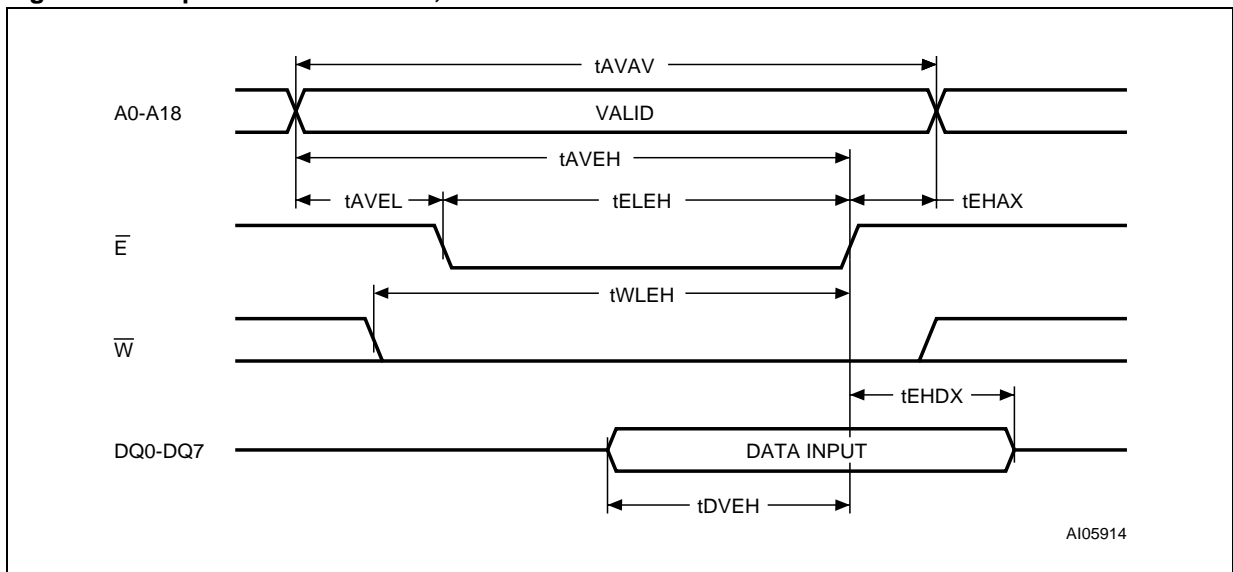 tAVAV
A0-A18
VALID
tAVEH
tAVEL
tELEH
tEHAX
E
tWLEH
W
tEHDX
DQ0-DQ7
DATA INPUT
tDVEH
AI05914